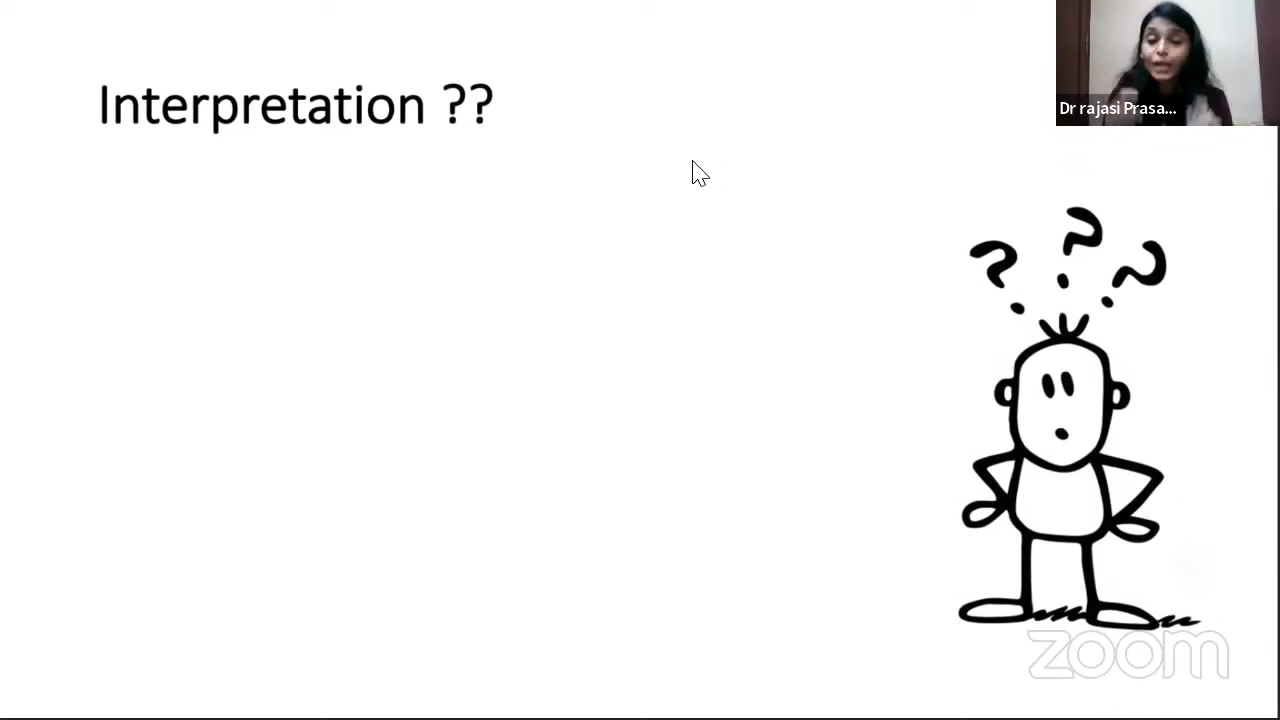 Interpretation ??
Dr rajasi Prasa...
? ? ?
zoom